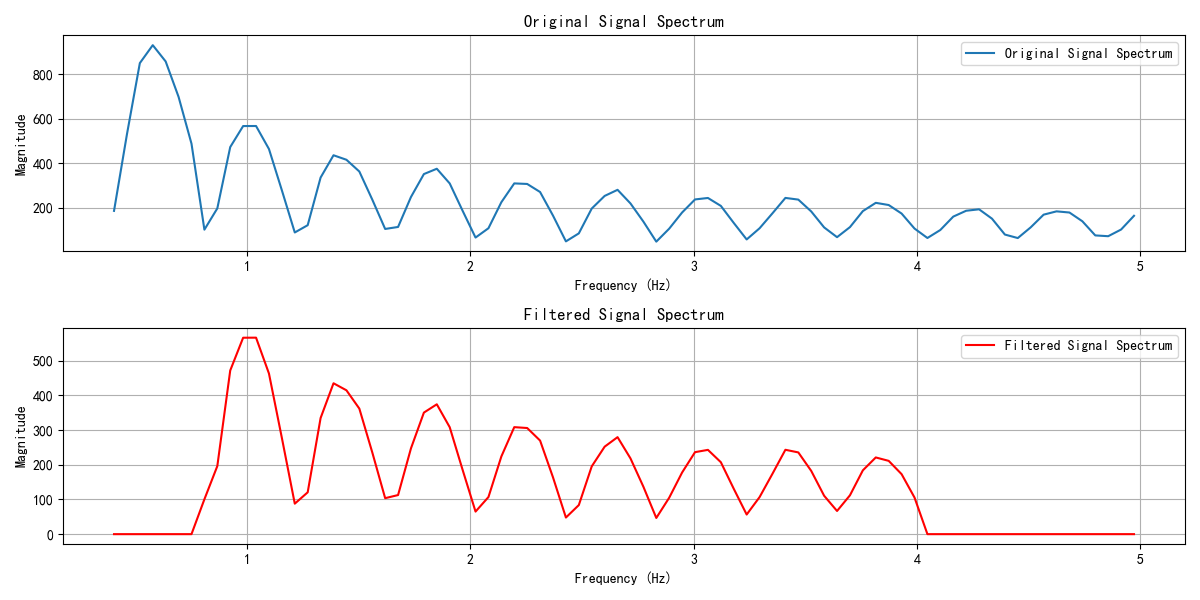 Original Signal Spectrum
Original Signal Spectrum
800
600
400
200
Magnitude
1 2 3 4 5
Frequency (Hz)
Filtered Signal Spectrum
Filtered Signal Spectrum
500
400
300
200
100
0
Magnitude
1 2 3 4 5
Frequency (Hz)